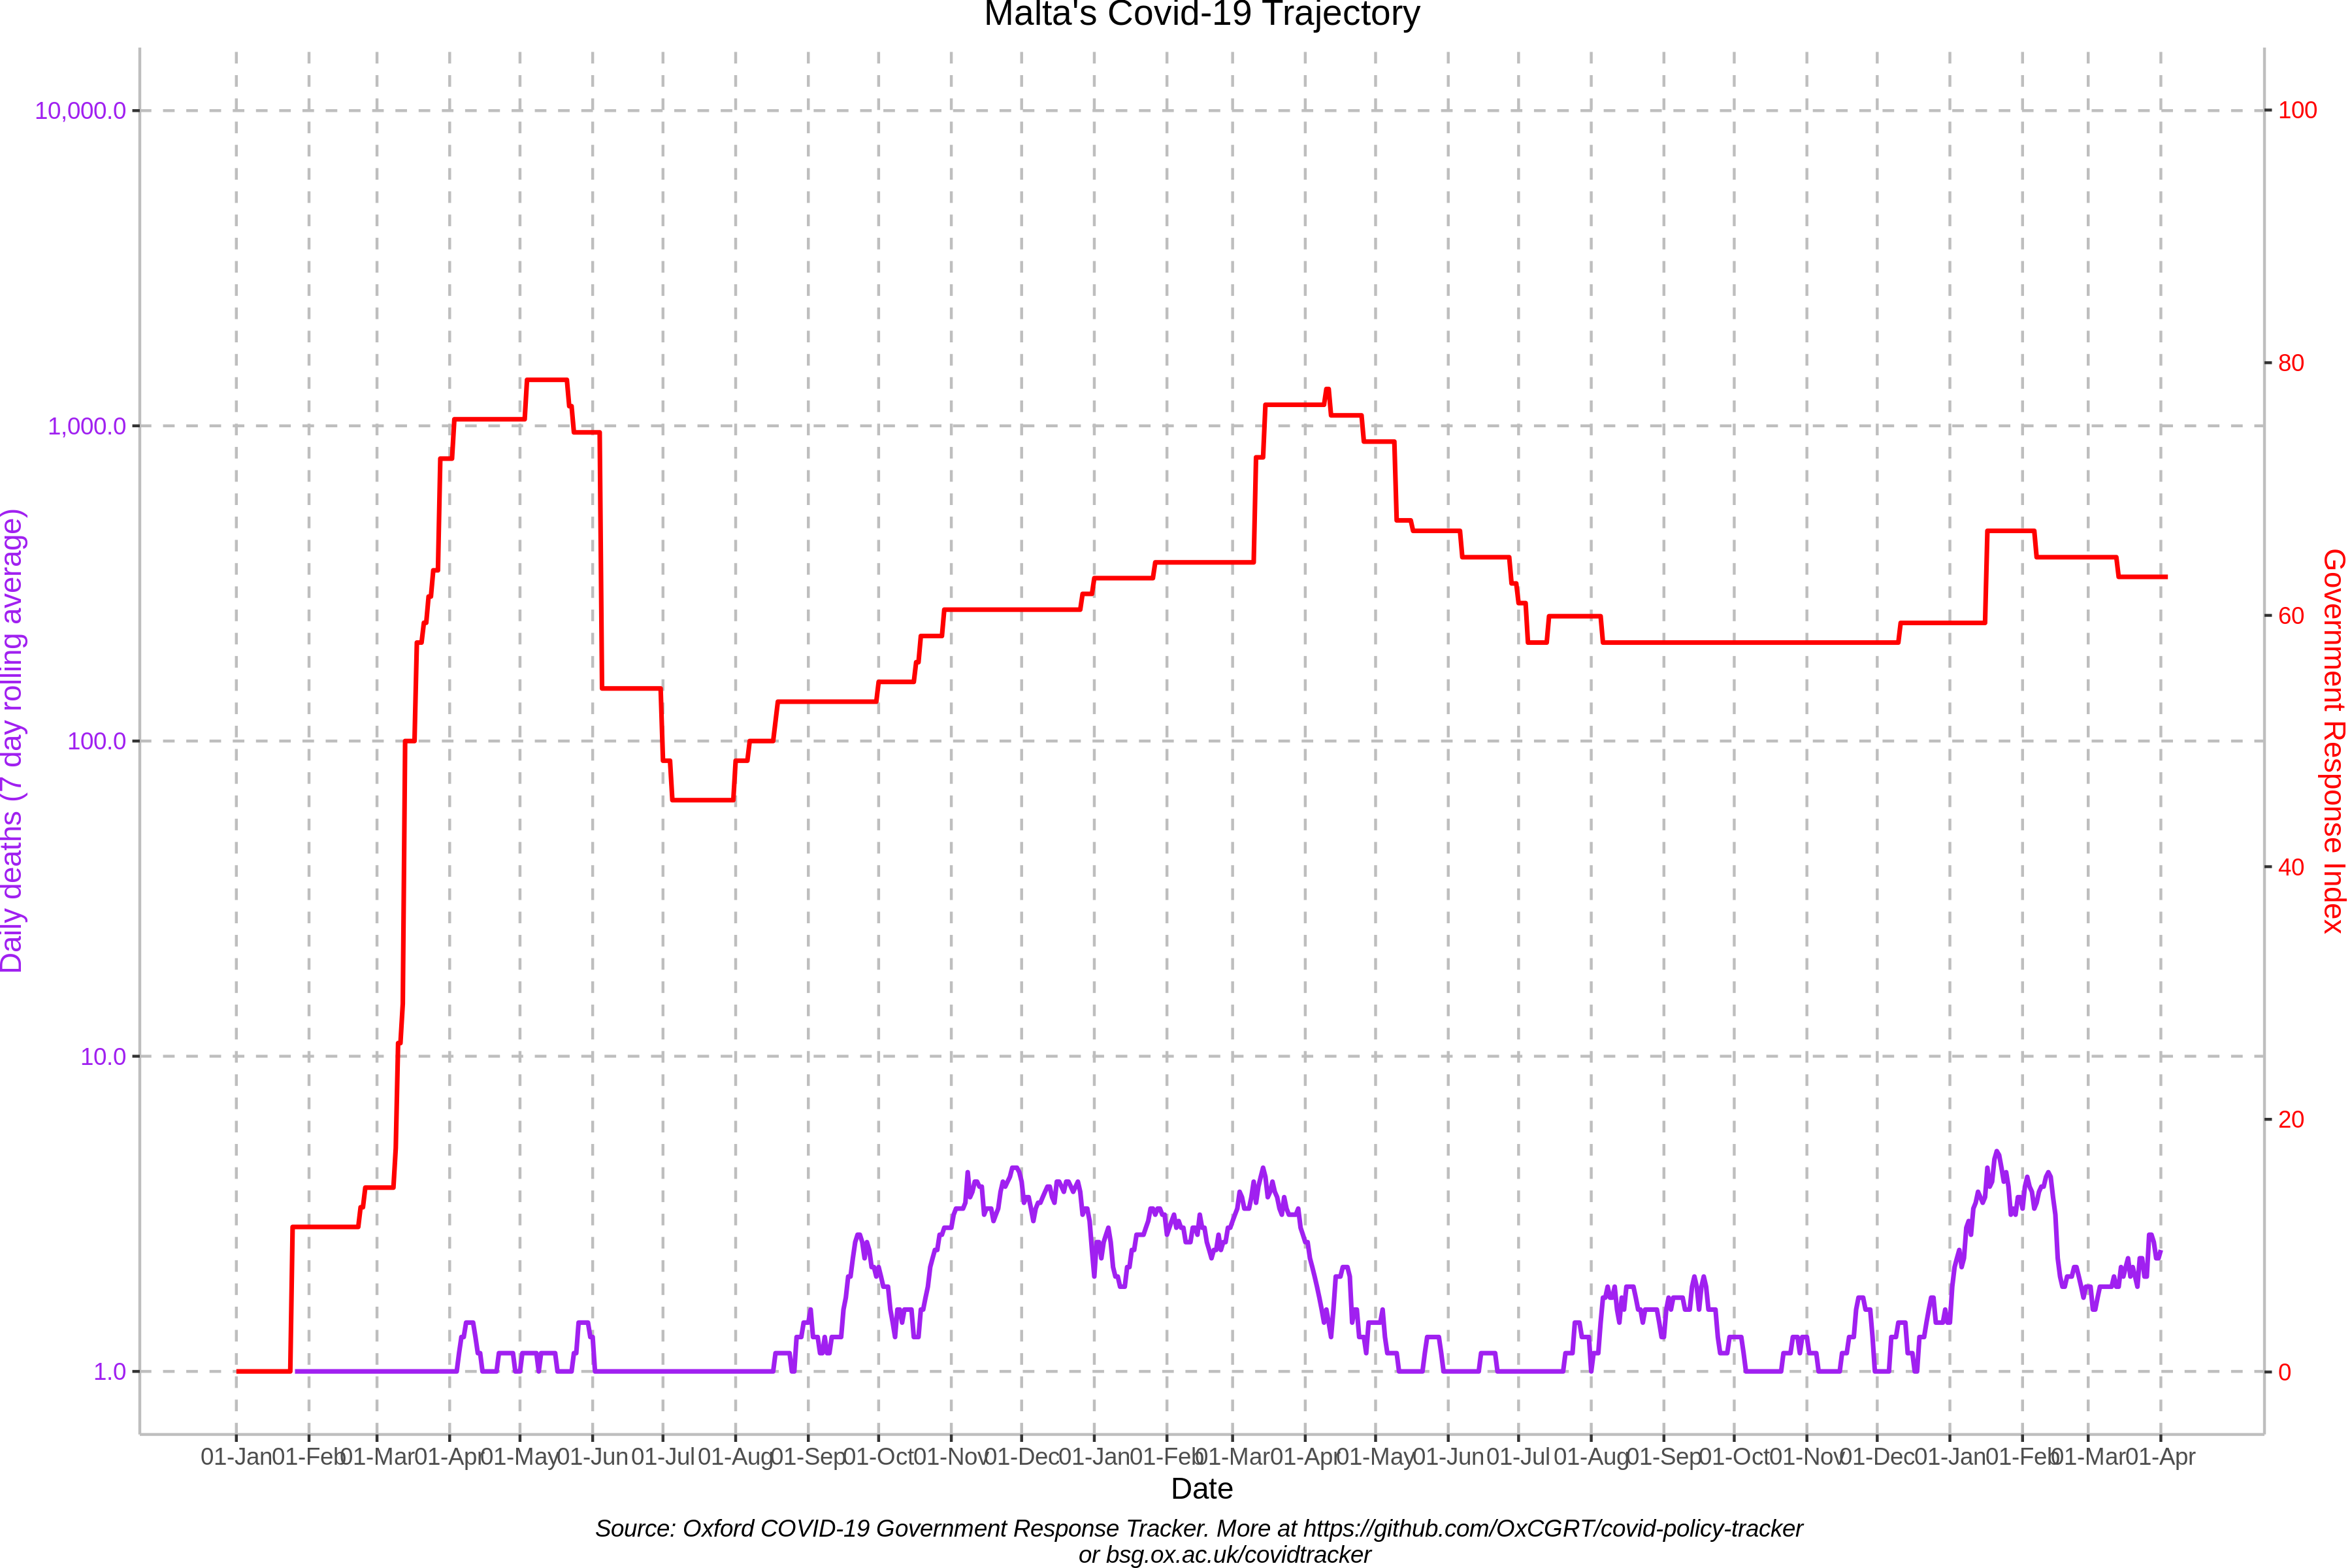 Malta's Covid-19 Trajectory
10,000.0
1,000.0
100.0
10.0
1.0
Daily deaths (7 day rolling average)
100
80
60
40
20
0
Government Response Index
01-Jan 01-Feb 01-Mar 01-Apr 01-May 01-Jun 01-Jul 01-Aug 01-Sep 01-Oct 01-Nov 01-Dec 01-Jan 01-Feb 01-Mar 01-Apr 01-May 01-Jun 01-Jul 01-Aug 01-Sep 01-Oct 01-Nov 01-Dec 01-Jan 01-Feb 01-Mar 01-Apr
Date
Source: Oxford COVID-19 Government Response Tracker. More at https://github.com/OxCGRT/covid-policy-tracker
or bsg.ox.ac.uk/covidtracker